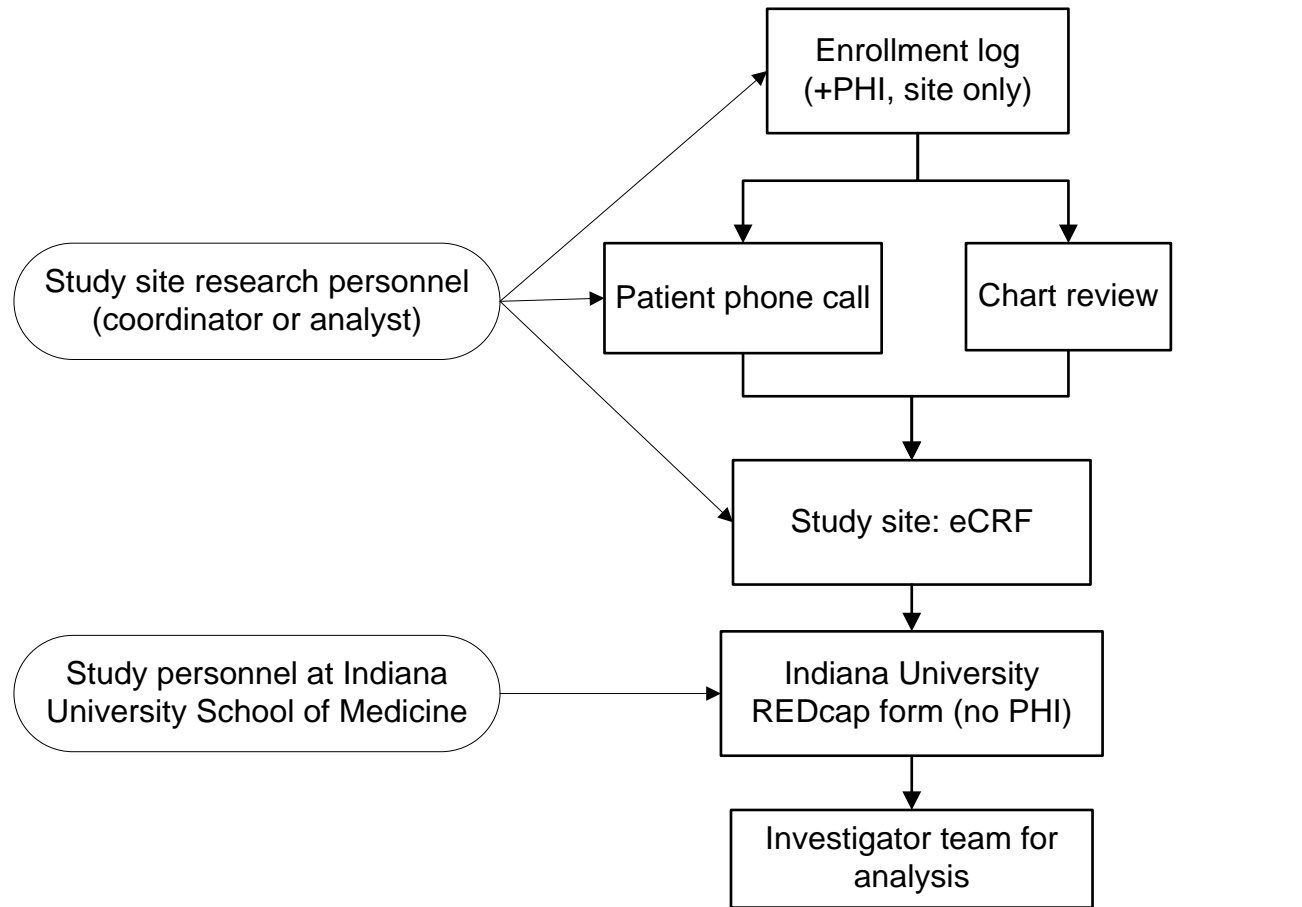 Enrollment log
(+PHI, site only)
Study site research personnel
(coordinator or analyst)
Patient phone call
Chart review
Study site: eCRF
Study personnel at Indiana
University School of Medicine
Indiana University
REDcap form (no PHI)
Investigator team for
analysis